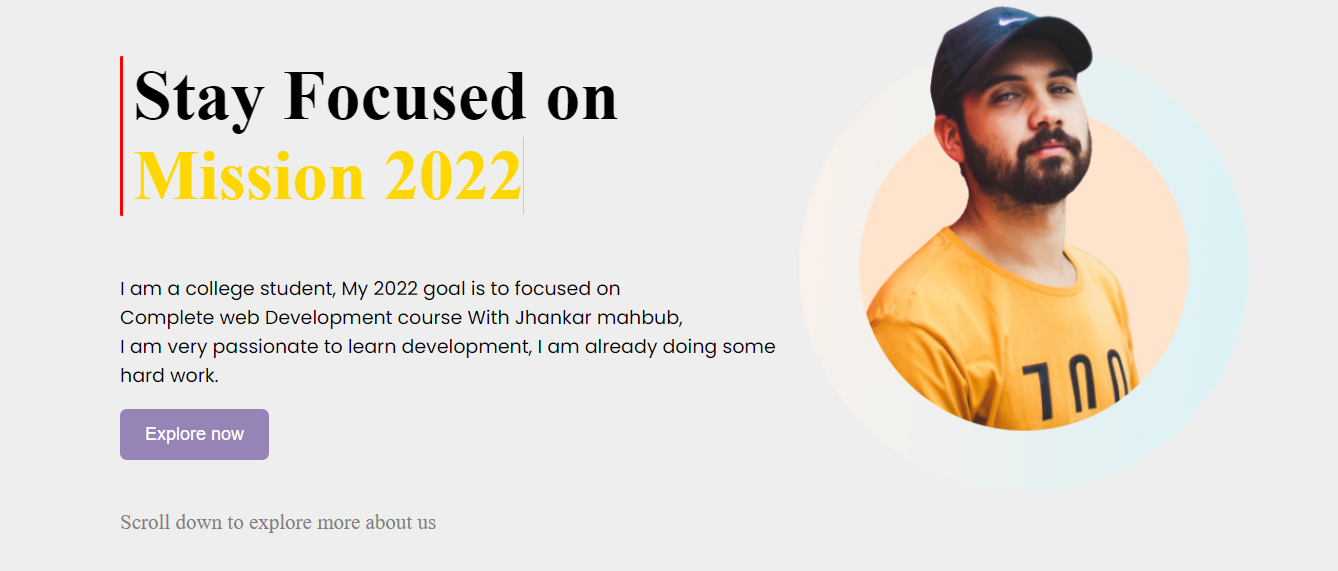 Stay Focused on
Mission 2022
I am a college student, My 2022 goal is to focused on
Complete web Development course With Jhankar mahbub,
I am very passionate to learn development, I am already doing some
hard work.
Explore now
Scroll down to explore more about us